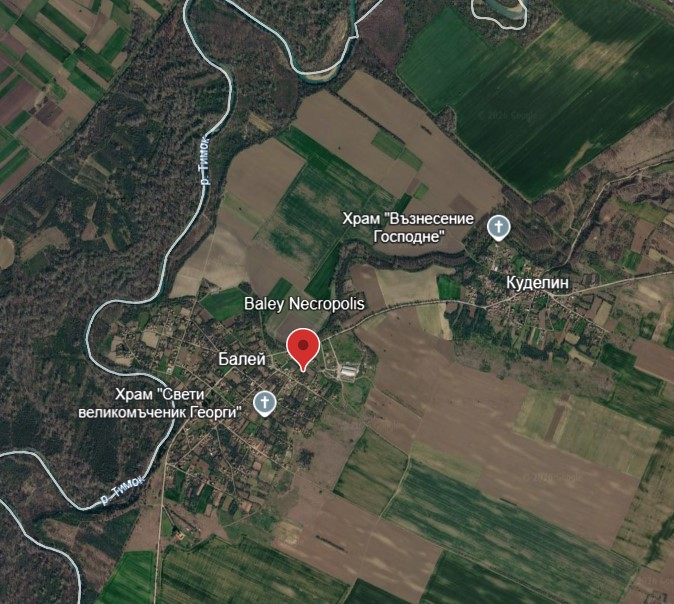 р. Тимок
Храм "Възнесение
Господне"
Куделин
Baley Necropolis
Балей
Храм "Свети
великомъченик Георги"
р. Тимок